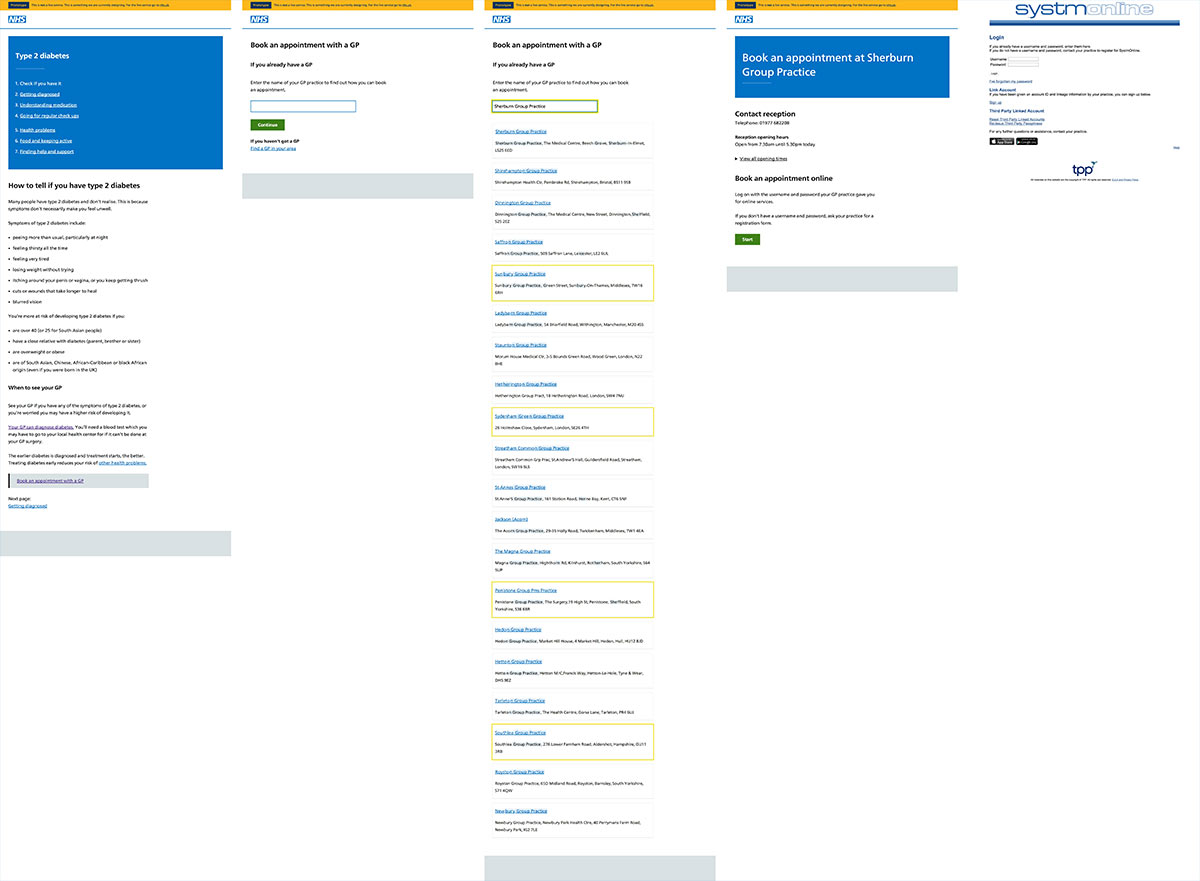 Prototype This is not a live service. This is something we are currently designing. For the live service go to nhs.uk.
NHS
Type 2 diabetes
1. Check if you have it
2. Getting diagnosed
3. Understanding medication
4. Going for regular check ups
5. Health problems
6. Food and keeping active
7. Finding help and support
How to tell if you have type 2 diabetes
Many people have type 2 diabetes and don't realise. This is because
symptoms don't necessarily make you feel unwell.
Symptoms of type 2 diabetes include:
• peeing more than usual, particularly at night
• feeling thirsty all the time
• feeling very tired
• losing weight without trying
• itching around your penis or vagina, or you keep getting thrush
• cuts or wounds that take longer to heal
• blurred vision
You're more at risk of developing type 2 diabetes if you:
• are over 40 (or 25 for South Asian people)
• have a close relative with diabetes (parent, brother or sister)
• are overweight or obese
• are of South Asian, Chinese, African-Caribbean or black African
origin (even if you were born in the UK)
When to see your GP
See your GP if you have any of the symptoms of type 2 diabetes, or
you're worried you may have a higher risk of developing it.
Your GP can diagnose diabetes. You'll need a blood test which you
may have to go to your local health center for if it can't be done at
your GP surgery.
The earlier diabetes is diagnosed and treatment starts, the better.
Treating diabetes early reduces your risk of other health problems.
Book an appointment with a GP
Next page:
Getting diagnosed
Prototype This is not a live service. This is something we are currently designing. For the live service go to nhs.uk.
NHS
Book an appointment with a GP
If you already have a GP
Enter the name of your GP practice to find out how you can book
an appointment.
Continue
If you haven't got a GP
Find a GP in your area
Prototype This is not a live service. This is something we are currently designing. For the live service go to nhs.uk.
NHS
Book an appointment with a GP
If you already have a GP
Enter the name of your GP practice to find out how you can book
an appointment.
Sherburn Group Practice
Sherburn Group Practice
Sherburn Group Practice, The Medical Centre, Beech Grove, Sherburn-in-Elmet,
LS25 6ED
Shirehampton Group Practice
Shirehampton Health Ctr, Pembroke Rd, Shirehampton, Bristol, BS11 9SB
Dinnington Group Practice
Dinnington Group Practice, The Medical Centre, New Street, Dinnington,Sheffield,
S25 2EZ
Saffron Group Practice
Saffron Group Practice, 509 Saffron Lane, Leicester, LE2 6UL
Sunbury Group Practice
Sunbury Group Practice, Green Street, Sunbury-On-Thames, Middlesex, TW16
6RH
Ladybarn Group Practice
Ladybarn Group Practice, Briarfield Road, Withington, Manchester,
Staunton Group Practice
Morum House Medical Ctr, 3-5 Bounds Green Road, Wood Green, London, N22
8HE
Hetherington Group Practice
Hetherington Group Pract, 18 Hetherington Road, London, SW4 7NU
Sydenham Green Group Practice
26 Holmshaw Close, Sydenham, London, SE26 4TH
Streatham Common Group Practice
Streatham Common Grp Prac, St.Andrew'S Hall, Guildersfield Road, Streatham,
London, SW16 5LS
St Annes Group Practice
St Anne'S Group Practice, 161 Station Road, Herne Bay, Kent, CT6 5NF
Jackson (Acorn)
The Acorn Group Practice, 29-35 Holly Road, Twickenham, Middlesex, TW1 4EA
The Magna Group Practice
Magna Group Practice, Highthorn Rd, Kilnhurst, Rotherham, South Yorkshire, S64
5UP
Penistone Group Pms Practice
Penistone Group Practice, The Surgery,19 High St, Penistone, Sheffield, South
Yorkshire, S36 6BR
Hedon Group Practice
Hedon Group Practice, Market Hill House, 4 Market Hill, Hedon, Hull, HU12 8JD
Hetton Group Practice
Hetton Group Practice, Hetton M/C,Francis Way, Hetton-Le-Hole, Tyne & Wear,
DH5 9EZ
Tarleton Group Practice
Tarleton Group Practice, The Health Centre, Gorse Lane, Tarleton, PR4 6UJ
Southlea Group Practice
Southlea Group Practice, 276 Lower Farnham Road, Aldershot, Hampshire, GU11
3RB
Royston Group Practice
Royston Group Practice, 65D Midland Road, Royston, Barnsley, South Yorkshire,
S71 4QW
Newbury Group Practice
Newbury Group Practice, Newbury Park Health Ctre, 40 Perrymans Farm Road,
Newbury Park, IG2 7LE
Prototype This is not a live service. This is something we are currently designing. For the live service go to nhs.uk.
NHS
Book an appointment at Sherburn
Group Practice
Contact reception
Telephone: 01977 682208
Reception opening hours
Open from 7.30am until 5.30pm today
View all opening times
Book an appointment online
Log on with the username and password your GP practice gave you
for online services.
If you don't have a username and password, ask your practice for a
registration form.
Start
systmonline
Login
If you already have a username and password, enter them here.
If you do not have a username and password, contact your practice to register for SystmOnline.
Username
Password
I've forgotten my password
Link Account
If you have been given an account ID and linkage information by your practice, you can sign up below.
Sign up
Third Party Linked Account
Reset Third Party Linked Accounts
For any further questions or assistance, contact your practice.
App Store
Google play
tpp